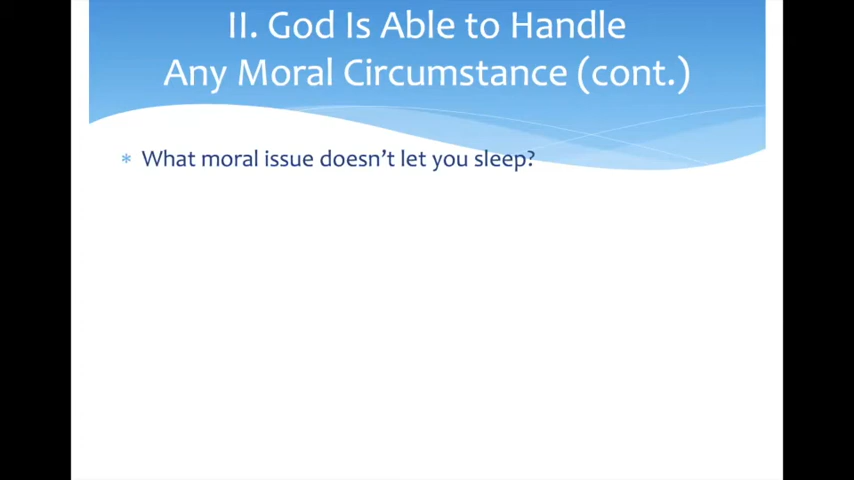 II. God Is Able to Handle
Any Moral Circumstance (cont.)
* What moral issue doesn’t let you sleep?